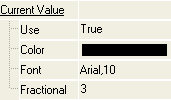 Current Value
Use True
Color
Font Arial,10
Fractional 3